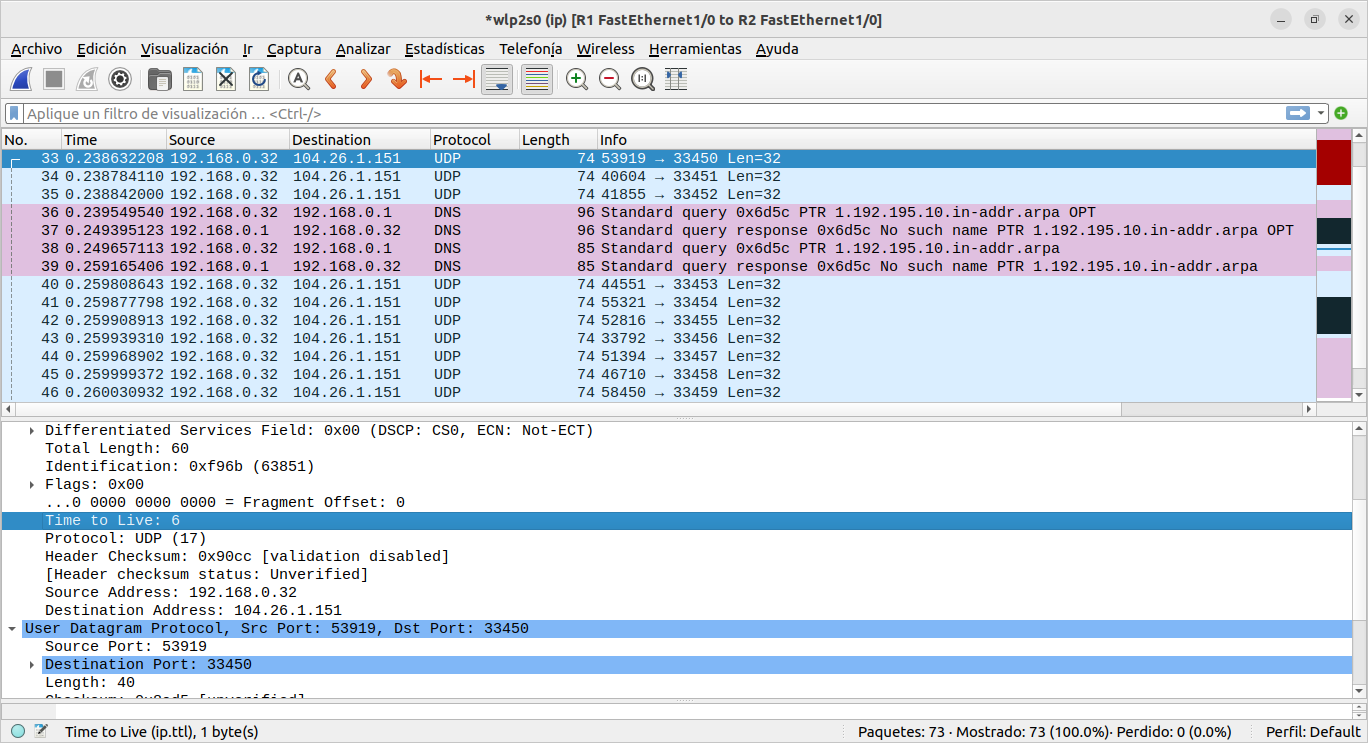 *wlp2s0 (ip) [R1 FastEthernet1/0 to R2 FastEthernet1/0]
Archivo Edición Visualización Ir Captura Analizar Estadísticas Telefonía Wireless Herramientas Ayuda
Aplique un filtro de visualización … <Ctrl-/>
No. Time Source Destination Protocol Length Info
33 0.238632208 192.168.0.32 104.26.1.151 UDP 74 53919 → 33450 Len=32
34 0.238784110 192.168.0.32 104.26.1.151 UDP 74 40604 → 33451 Len=32
35 0.238842000 192.168.0.32 104.26.1.151 UDP 74 41855 → 33452 Len=32
36 0.239549540 192.168.0.32 192.168.0.1 DNS 96 Standard query 0x6d5c PTR 1.192.195.10.in-addr.arpa OPT
37 0.249395123 192.168.0.1 192.168.0.32 DNS 96 Standard query response 0x6d5c No such name PTR 1.192.195.10.in-addr.arpa OPT
38 0.249657113 192.168.0.32 192.168.0.1 DNS 85 Standard query 0x6d5c PTR 1.192.195.10.in-addr.arpa
39 0.259165406 192.168.0.1 192.168.0.32 DNS 85 Standard query response 0x6d5c No such name PTR 1.192.195.10.in-addr.arpa
40 0.259808643 192.168.0.32 104.26.1.151 UDP 74 44551 → 33453 Len=32
41 0.259877798 192.168.0.32 104.26.1.151 UDP 74 55321 → 33454 Len=32
42 0.259908913 192.168.0.32 104.26.1.151 UDP 74 52816 → 33455 Len=32
43 0.259939310 192.168.0.32 104.26.1.151 UDP 74 33792 → 33456 Len=32
44 0.259968902 192.168.0.32 104.26.1.151 UDP 74 51394 → 33457 Len=32
45 0.259999372 192.168.0.32 104.26.1.151 UDP 74 46710 → 33458 Len=32
46 0.260030932 192.168.0.32 104.26.1.151 UDP 74 58450 → 33459 Len=32
Differentiated Services Field: 0x00 (DSCP: CS0, ECN: Not-ECT)
Total Length: 60
Identification: 0xf96b (63851)
Flags: 0x00
...0 0000 0000 0000 = Fragment Offset: 0
Time to Live: 6
Protocol: UDP (17)
Header Checksum: 0x90cc [validation disabled]
[Header checksum status: Unverified]
Source Address: 192.168.0.32
Destination Address: 104.26.1.151
User Datagram Protocol, Src Port: 53919, Dst Port: 33450
Source Port: 53919
Destination Port: 33450
Length: 40
Time to Live (ip.ttl), 1 byte(s)
Paquetes: 73 · Mostrado: 73 (100.0%)· Perdido: 0 (0.0%)
Perfil: Default